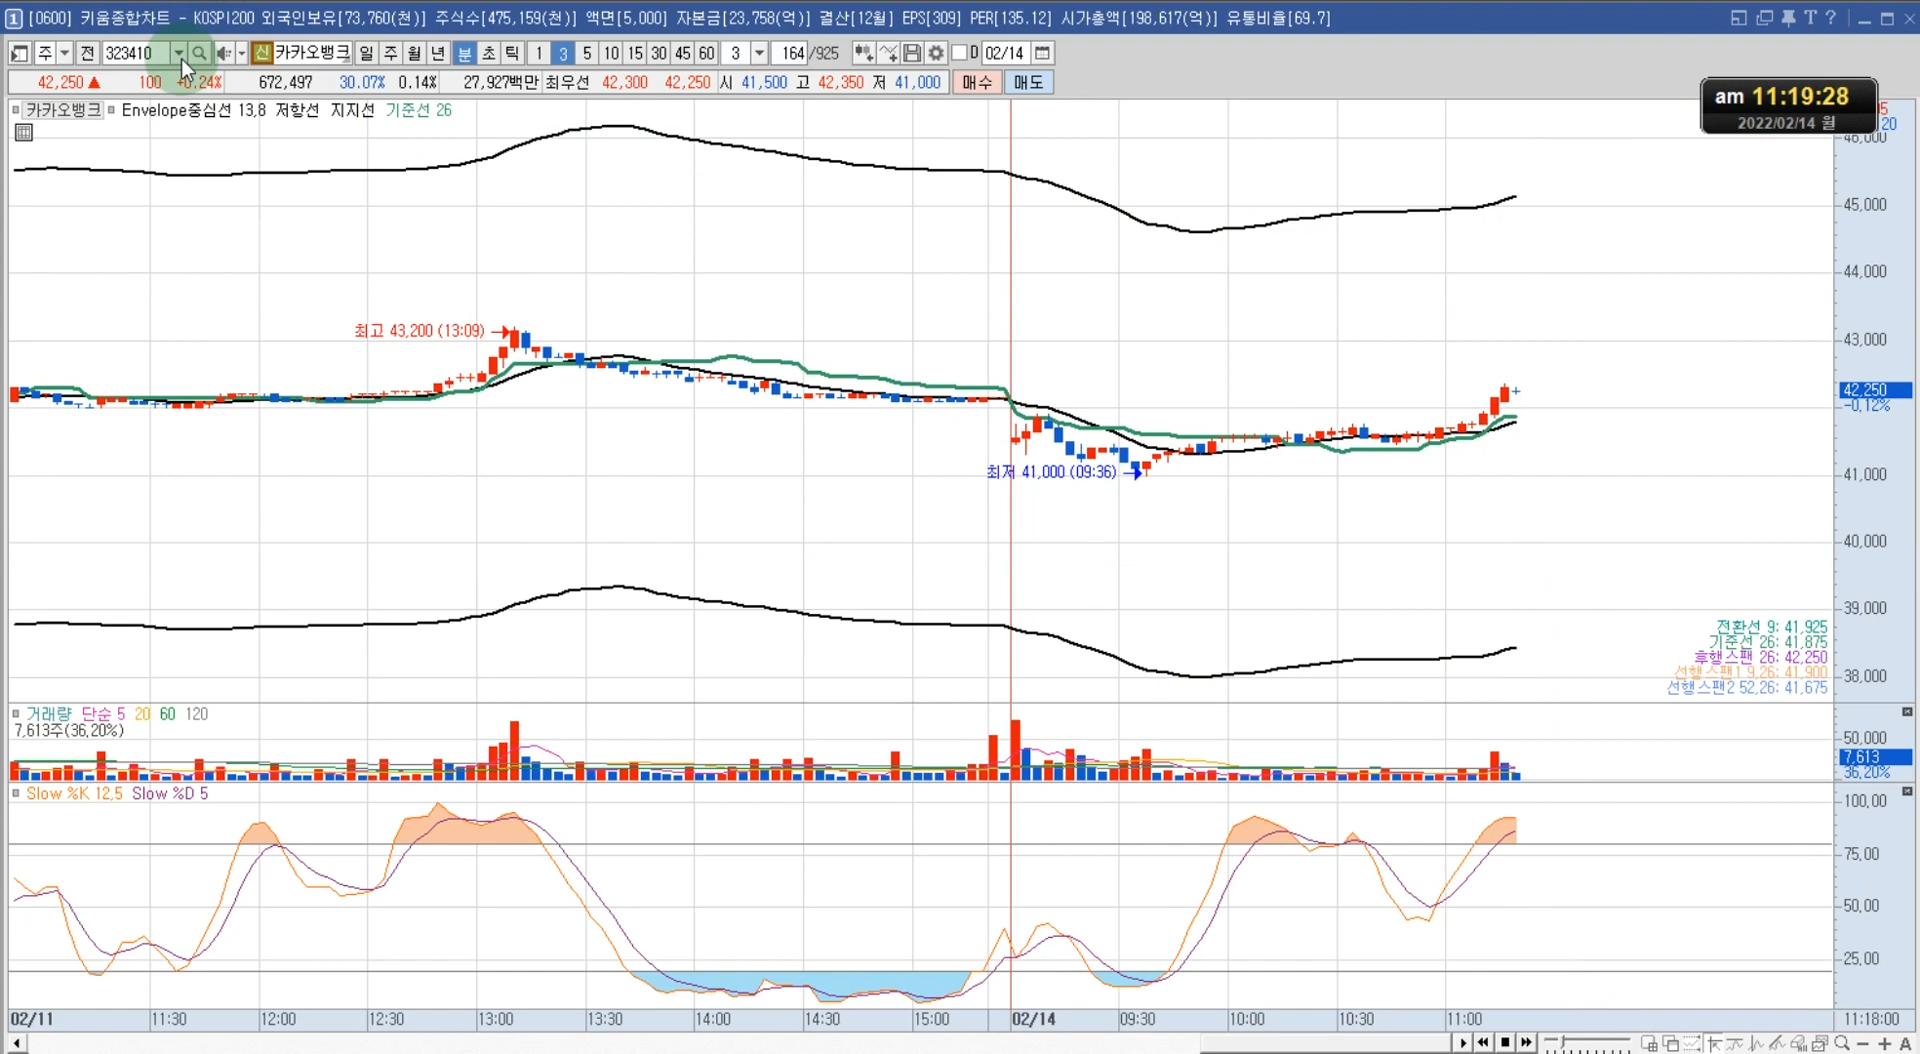 1 [0600] 키움종합차트 - KOSPI200 외국인보유[73,760(천)] 주식수[475,159(천)] 액면[5,000] 자본금[23,758(억)] 결산[12월] EPS[309] PER[135.12] 시가총액[198,617(억)] 유통비율[69.7]
주 전 323410 신 카카오뱅크 일 주 월 년 분 초 틱 1 3 5 10 15 30 45 60 3 164 /925 D 02/14
42,250 ▲ 100 +0.24% 672,497 30.07% 0.14% 27,927백만 최우선 42,300 42,250 시 41,500 고 42,350 저 41,000 매수 매도
am 11:19:28
2022/02/14 월
카카오뱅크 Envelope중심선 13,8 저항선 지지선 기준선 26
20
46,000
45,000
44,000
최고 43,200 (13:09)
43,000
42,250
-0,12%
최저 41,000 (09:36)
41,000
40,000
39,000
전환선 9: 41,925
기준선 26: 41,875
후행스팬 26: 42,250
선행스팬1 9,26: 41,900
38,000
선행스팬2 52,26: 41,675
거래량 단순 5 20 60 120
7,613주(36,20%)
50,000
7,613
36,20%
Slow %K 12,5 Slow %D 5
100,00
75,00
50,00
25,00
02/11 11:30 12:00 12:30 13:00 13:30 14:00 14:30 15:00 02/14 09:30 10:00 10:30 11:00 11:18:00
A